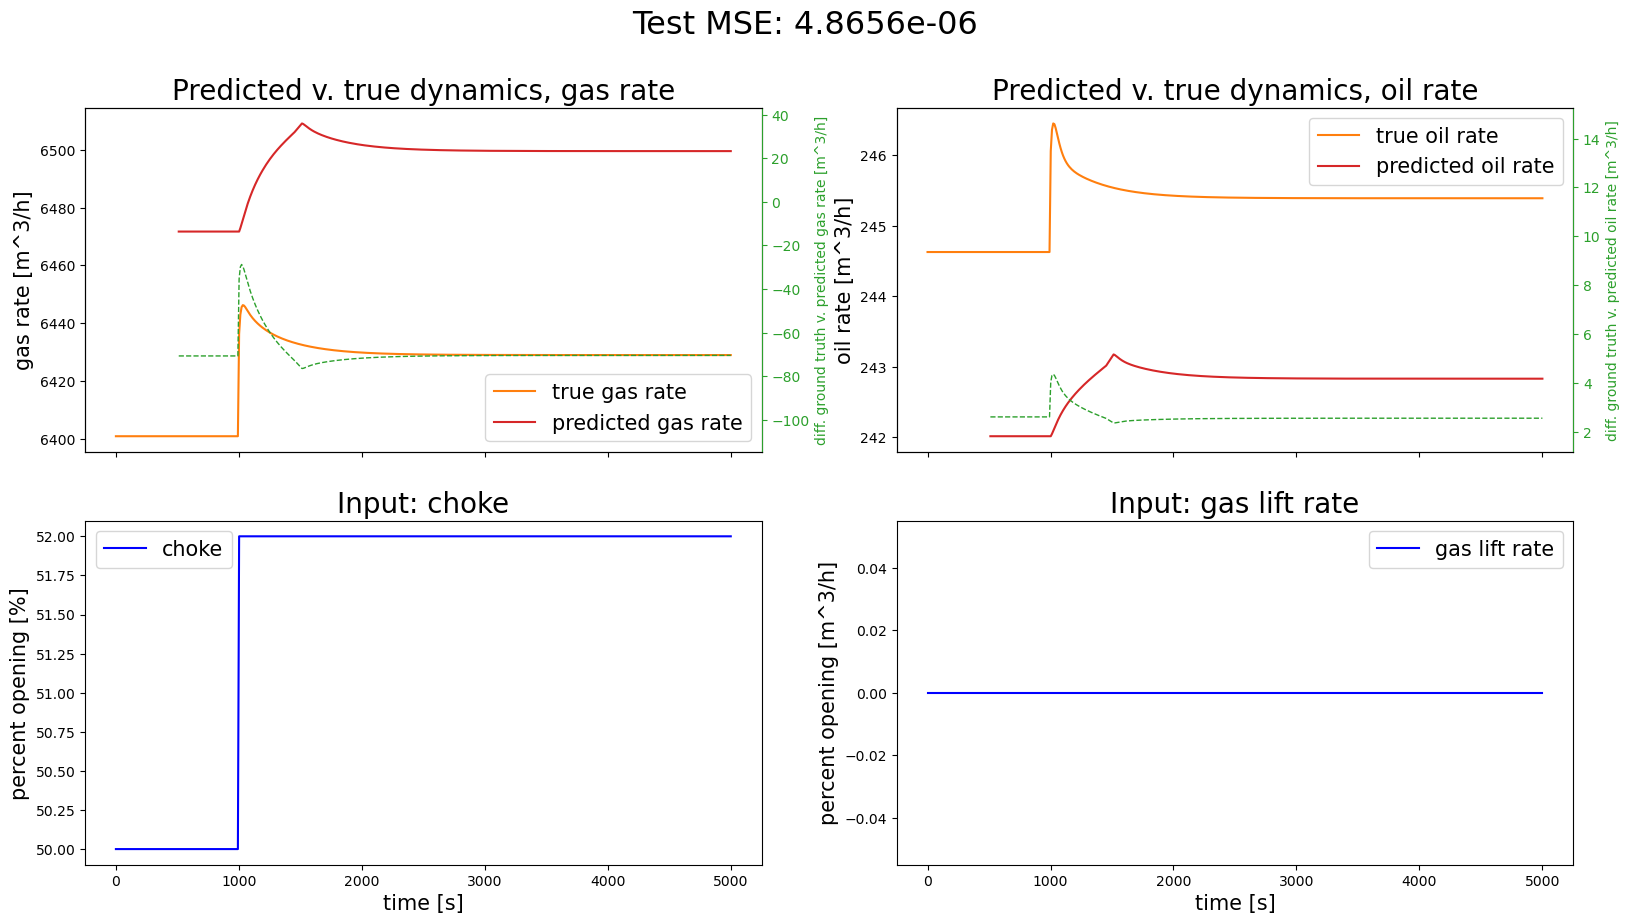 Test MSE: 4.8656e-06
Predicted v. true dynamics, gas rate
gas rate [m^3/h]
6500
6480
6460
6440
6420
6400
40
20
0
−20
−40
−60
−80
−100
diff. ground truth v. predicted gas rate [m^3/h]
true gas rate
predicted gas rate
Predicted v. true dynamics, oil rate
oil rate [m^3/h]
246
245
244
243
242
14
12
10
8
6
4
2
diff. ground truth v. predicted oil rate [m^3/h]
true oil rate
predicted oil rate
Input: choke
percent opening [%]
52.00
51.75
51.50
51.25
51.00
50.75
50.50
50.25
50.00
choke
0 1000 2000 3000 4000 5000
time [s]
Input: gas lift rate
percent opening [m^3/h]
0.04
0.02
0.00
−0.02
−0.04
gas lift rate
0 1000 2000 3000 4000 5000
time [s]